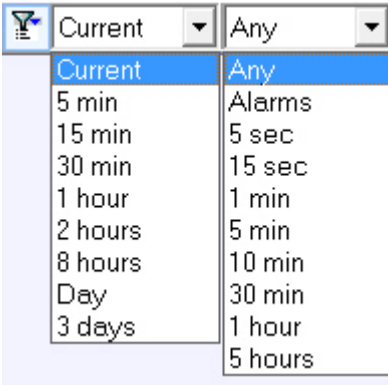 Current Any
Current
5 min
15 min
30 min
1 hour
2 hours
8 hours
Day
3 days
Any
Alarms
5 sec
15 sec
1 min
5 min
10 min
30 min
1 hour
5 hours